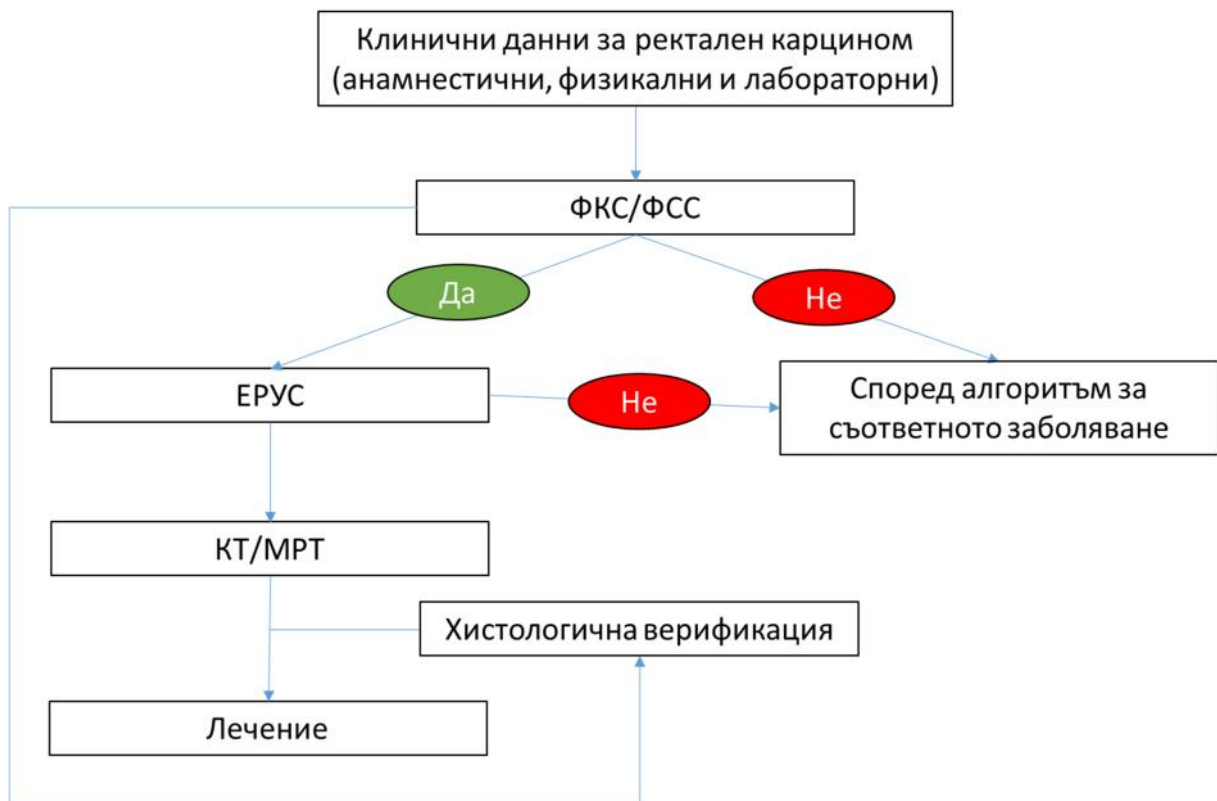 Клинични данни за ректален карцином
(анамнестични, физикални и лабораторни)
ФКС/ФСС
Да
Не
ЕРУС
Не
Според алгоритъм за
съответното заболяване
КТ/МРТ
Хистологична верификация
Лечение